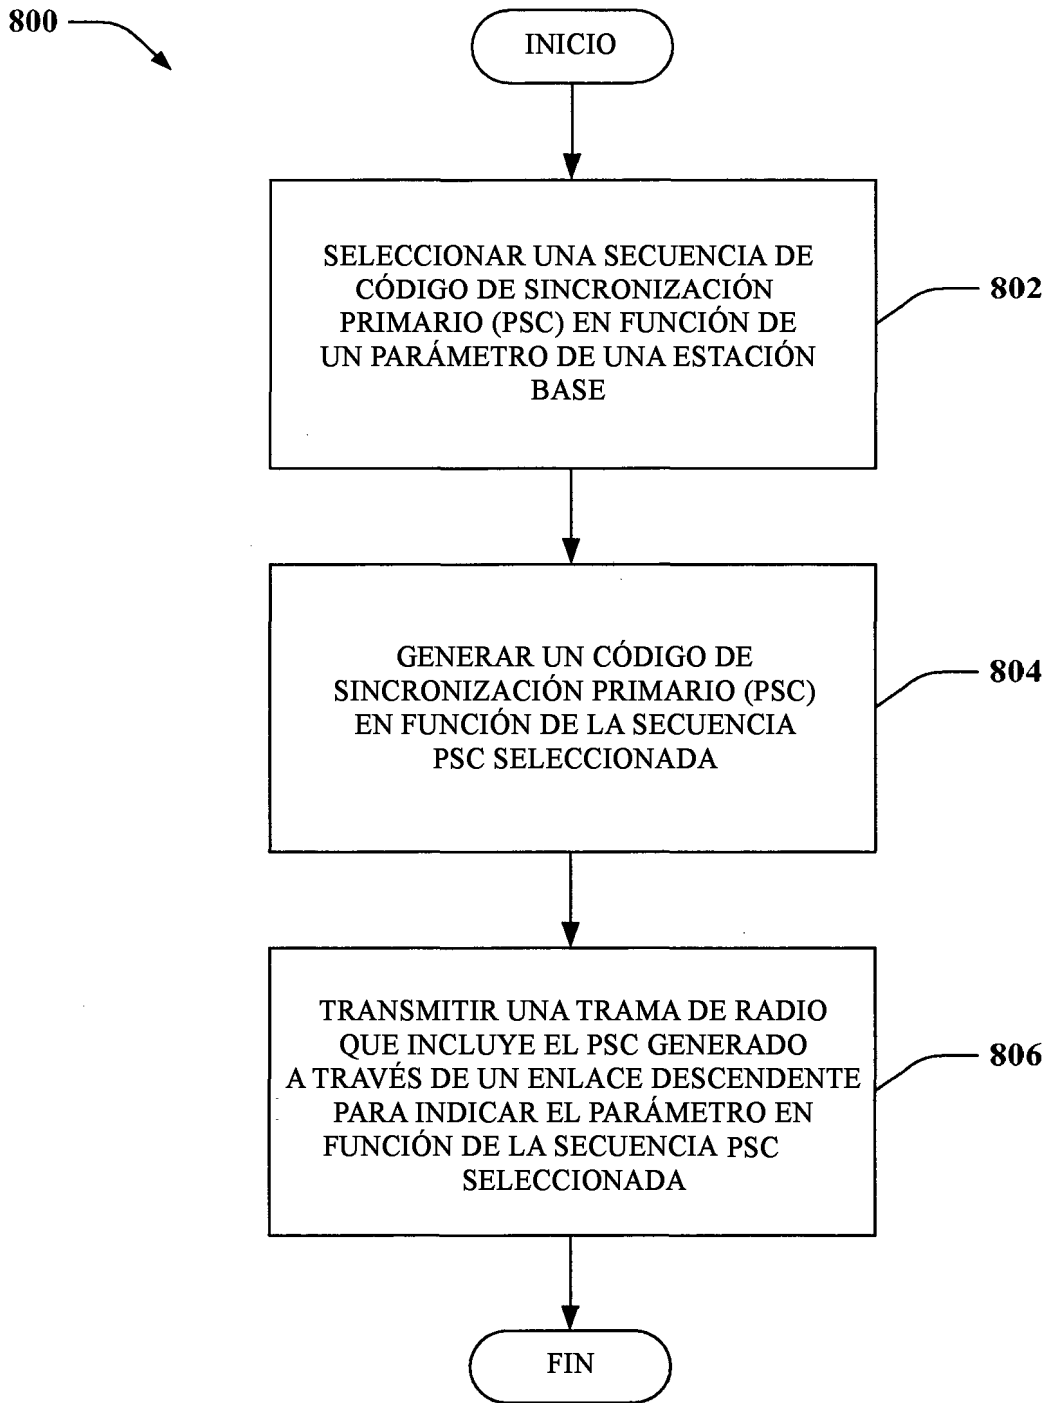 800
INICIO
SELECCIONAR UNA SECUENCIA DE
CÓDIGO DE SINCRONIZACIÓN
PRIMARIO (PSC) EN FUNCIÓN DE
UN PARÁMETRO DE UNA ESTACIÓN
BASE
802
GENERAR UN CÓDIGO DE
SINCRONIZACIÓN PRIMARIO (PSC)
EN FUNCIÓN DE LA SECUENCIA
PSC SELECCIONADA
804
TRANSMITIR UNA TRAMA DE RADIO
QUE INCLUYE EL PSC GENERADO
A TRAVÉS DE UN ENLACE DESCENDENTE
PARA INDICAR EL PARÁMETRO EN
FUNCIÓN DE LA SECUENCIA PSC
SELECCIONADA
806
FIN